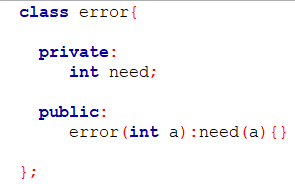 class error{
private:
int need;
public:
error(int a):need(a){}
};